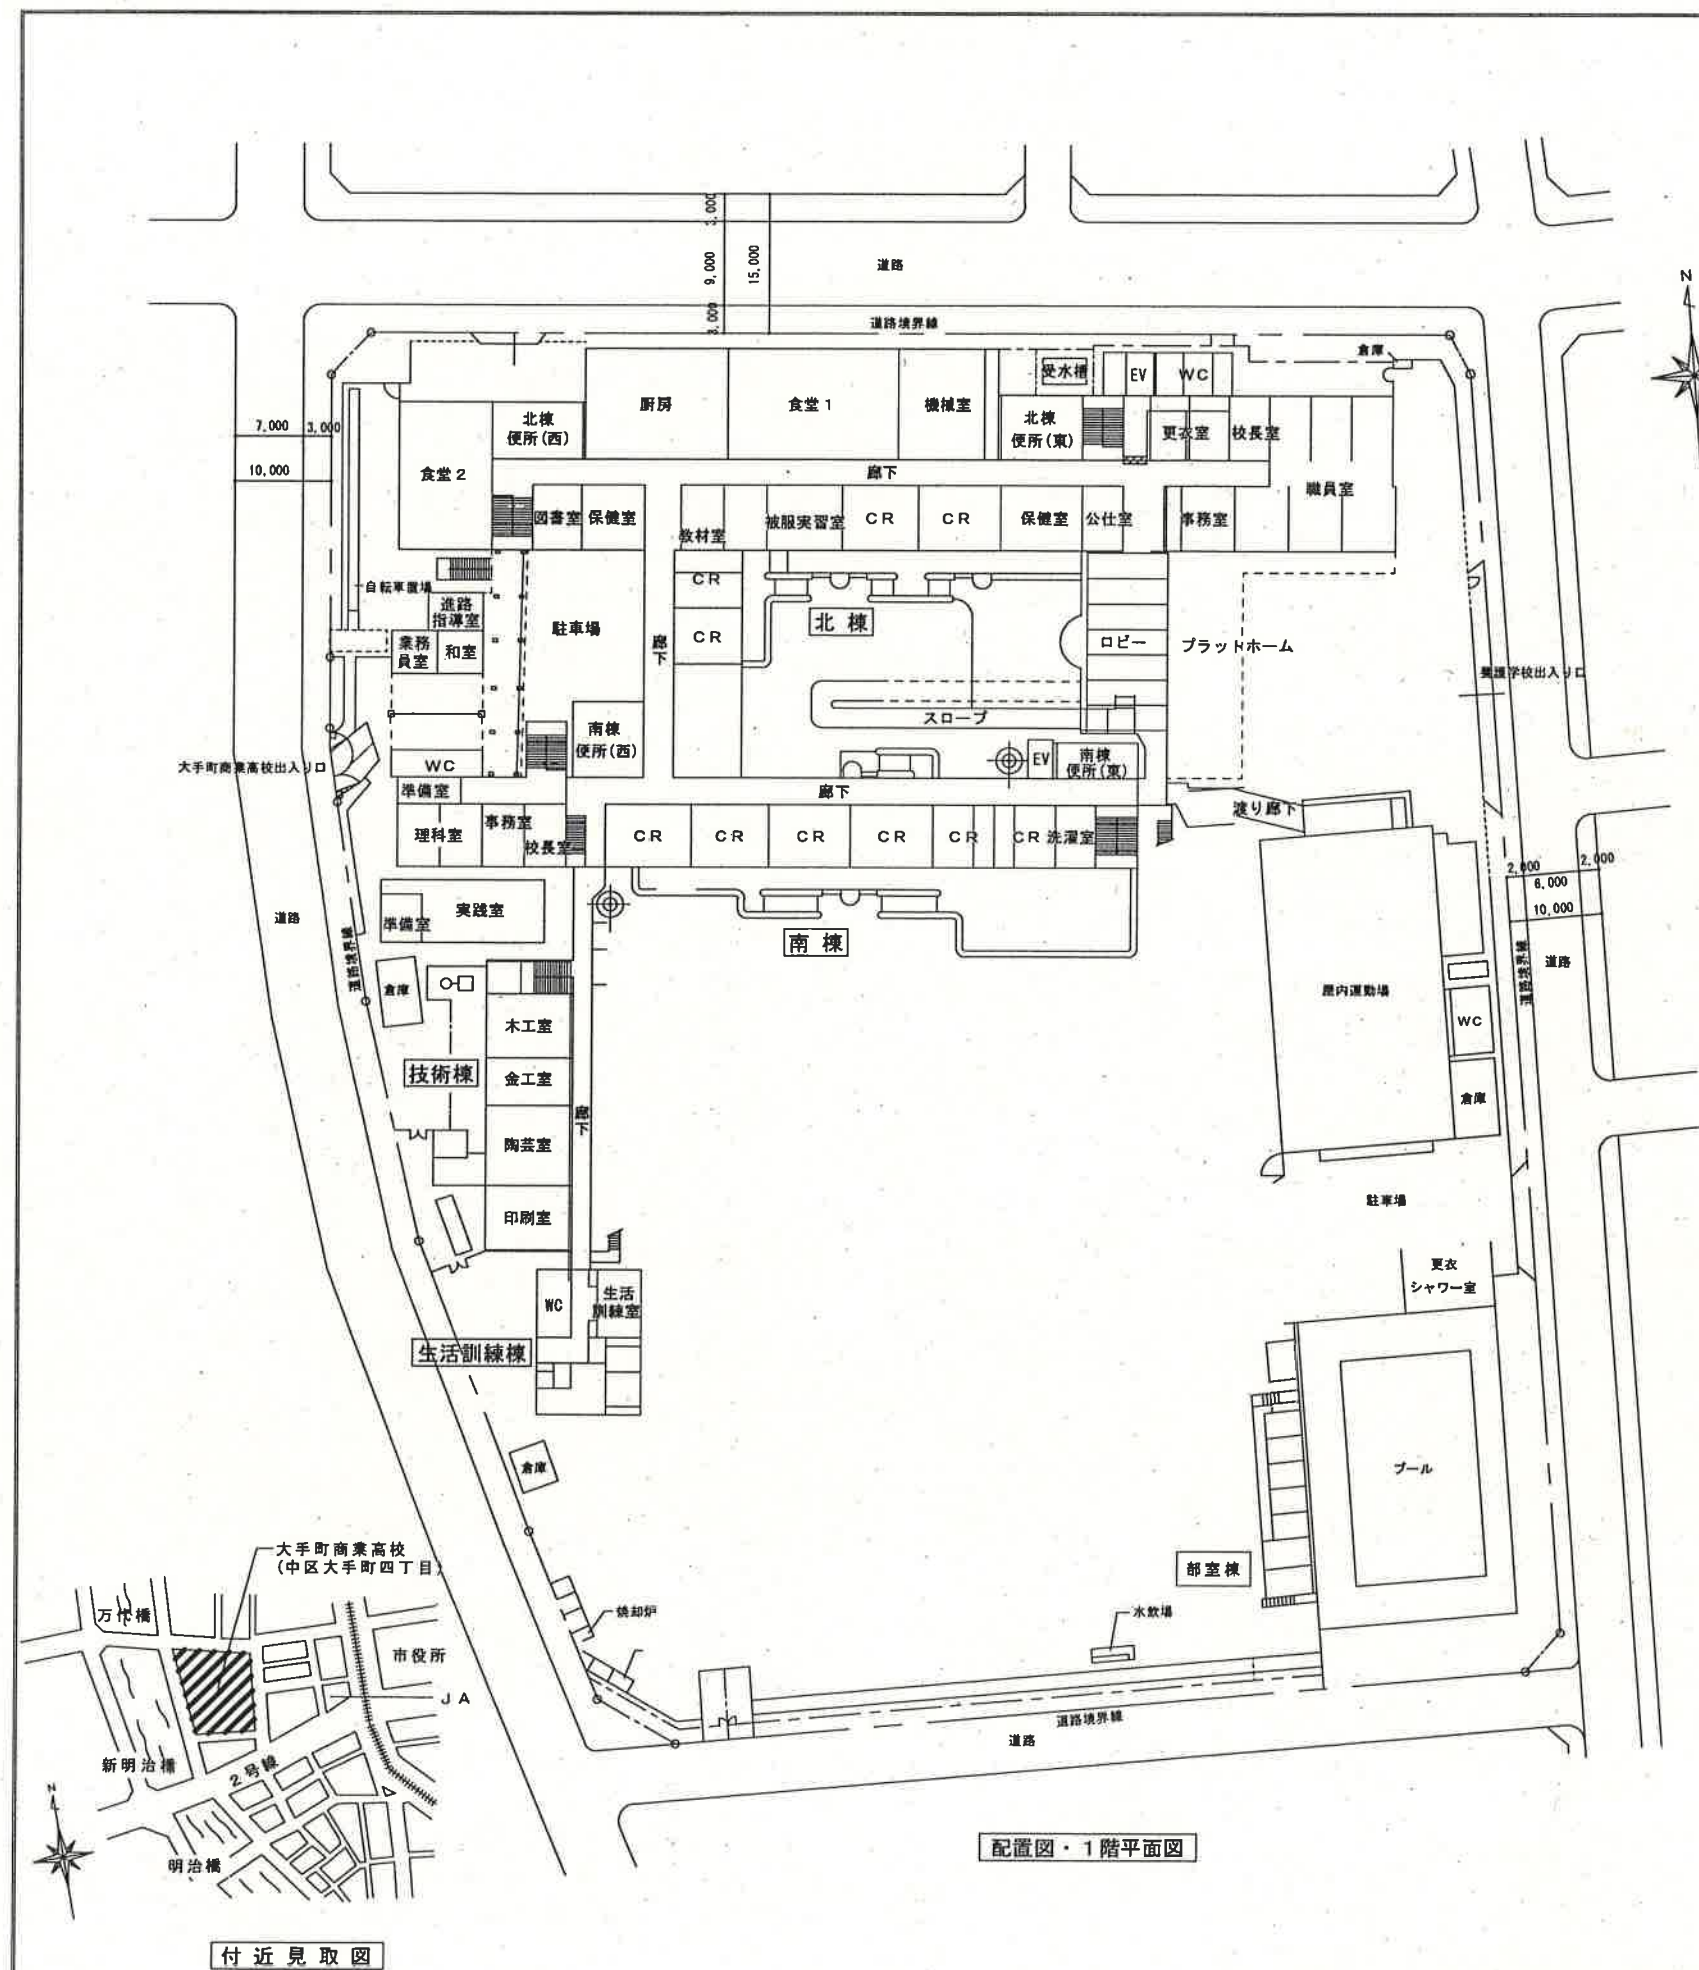 3,000
9,000
15,000
3,000
道路
道路境界線
N
倉庫
受水槽
EV
WC
厨房
食堂1
機械室
北棟
便所(西)
北棟
便所(東)
更衣室
校長室
7,000
3,000
10,000
食堂2
廊下
職員室
図書室
保健室
教材室
被服実習室
CR
CR
保健室
公仕室
事務室
自転車置場
CR
進路
指導室
北棟
駐車場
廊下
CR
業務
員室
和室
ロビー
プラットホーム
養護学校出入り口
スロープ
南棟
便所(西)
大手町商業高校出入り口
WC
EV
南棟
便所(東)
準備室
廊下
渡り廊下
理科室
事務室
校長室
CR
CR
CR
CR
CR
CR
洗濯室
2,000
2,000
6,000
10,000
道路
道路境界線
準備室
実践室
南棟
道路境界線
道路
倉庫
屋内運動場
WC
木工室
技術棟
金工室
倉庫
廊下
陶芸室
印刷室
駐車場
更衣
シャワー室
WC
生活
訓練室
生活訓練棟
倉庫
プール
大手町商業高校
(中区大手町四丁目)
部室棟
万代橋
焼却炉
水飲場
市役所
JA
道路境界線
道路
新明治橋
2号線
N
明治橋
配置図・1階平面図
付近見取図